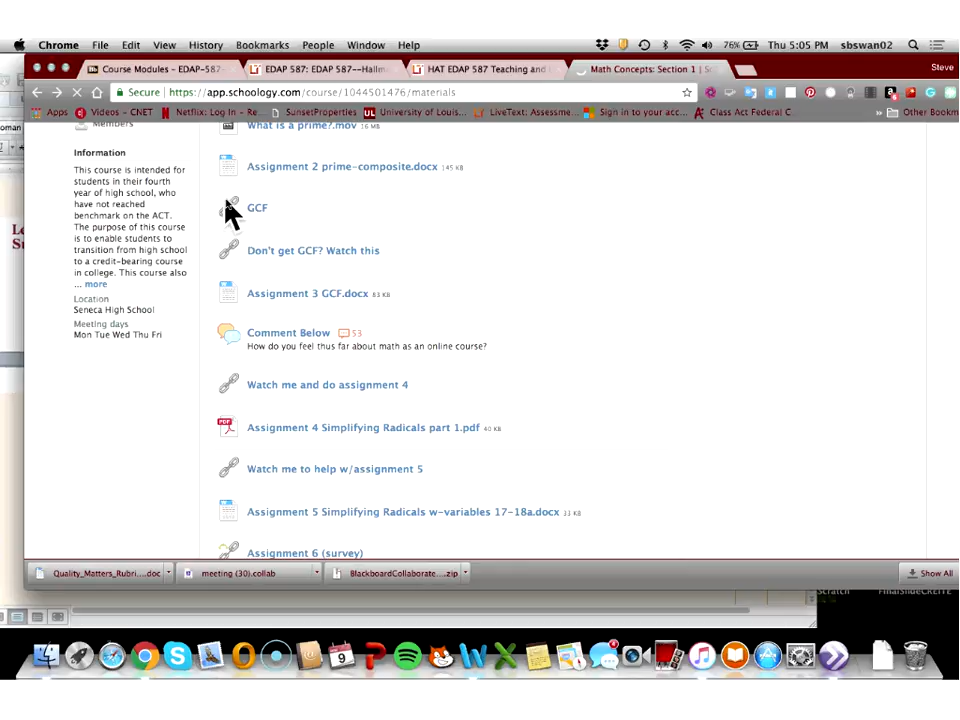 Chrome File Edit View History Bookmarks People Window Help 76% Thu 5:05 PM sbswan02
Course Modules – EDAP-587- EDAP 587: EDAP 587--Hallm HAT EDAP 587 Teaching and L Math Concepts: Section 1 | Sc Steve
Secure https://app.schoology.com/course/1044501476/materials
Apps Videos - CNET Netflix: Log In - Re... SunsetProperties University of Louis... LiveText: Assessme... Sign in to your acc... Class Act Federal C... » Other Bookm
Members
What is a prime?.mov 16 MB
Information
This course is intended for
students in their fourth
year of high school, who
have not reached
benchmark on the ACT.
The purpose of this course
is to enable students to
transition from high school
to a credit-bearing course
in college. This course also
... more
Location
Seneca High School
Meeting days
Mon Tue Wed Thu Fri
Assignment 2 prime-composite.docx 145 KB
GCF
Don't get GCF? Watch this
Assignment 3 GCF.docx 83 KB
Comment Below 53
How do you feel thus far about math as an online course?
Watch me and do assignment 4
Assignment 4 Simplifying Radicals part 1.pdf 40 KB
Watch me to help w/assignment 5
Assignment 5 Simplifying Radicals w-variables 17-18a.docx 33 KB
Assignment 6 (survey)
Quality_Matters_Rubri....doc meeting (30).collab BlackboardCollaborate....zip Show All